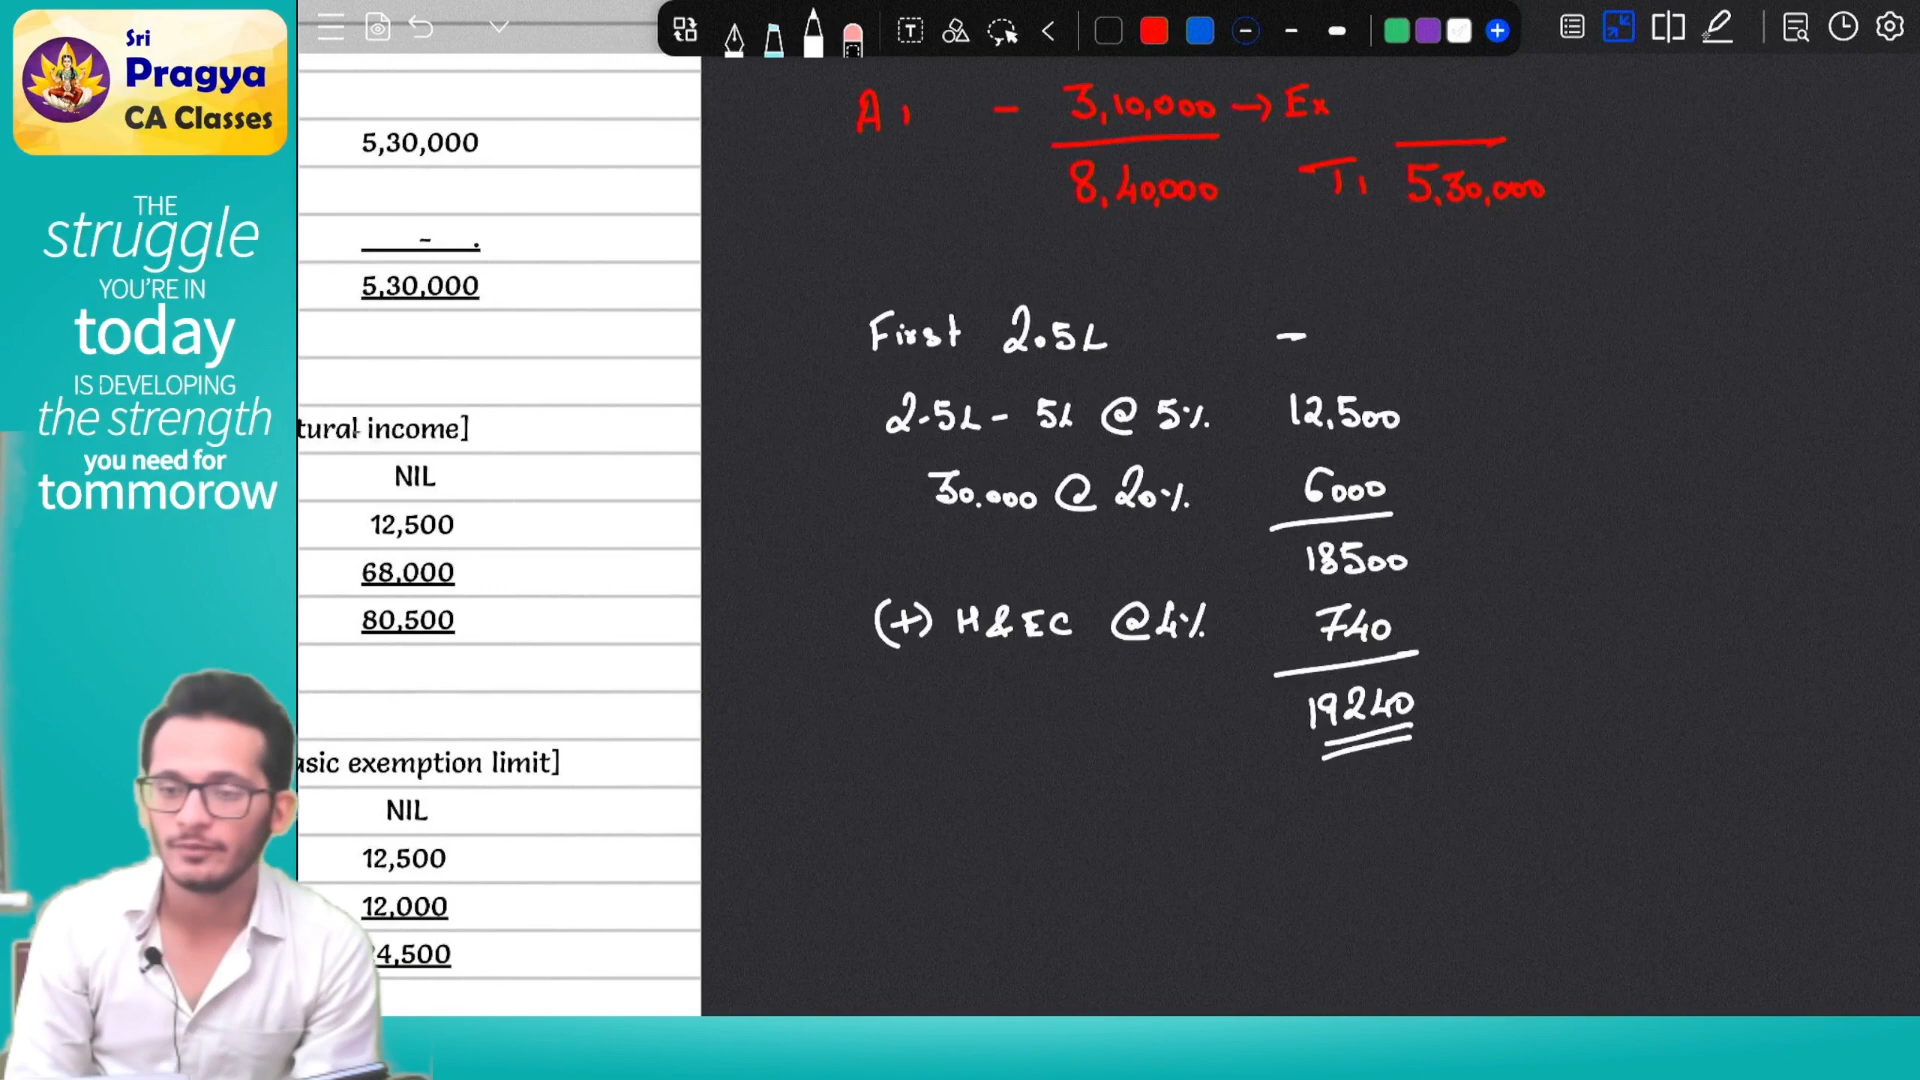 Sri
Pragya
CA Classes
THE
struggle
YOU'RE IN
today
IS DEVELOPING
the strength
you need for
tommorow
5,30,000
5,30,000
tural income]
NIL
12,500
68,000
80,500
asic exemption limit]
NIL
12,500
12,000
4,500
AI - 3,10,000 → Ex
8,40,000 TI 5,30,000
First 2.5L -
2.5L - 5L @ 5% 12,500
30,000 @ 20% 6000
18500
(+) H&EC @4% 740
19240